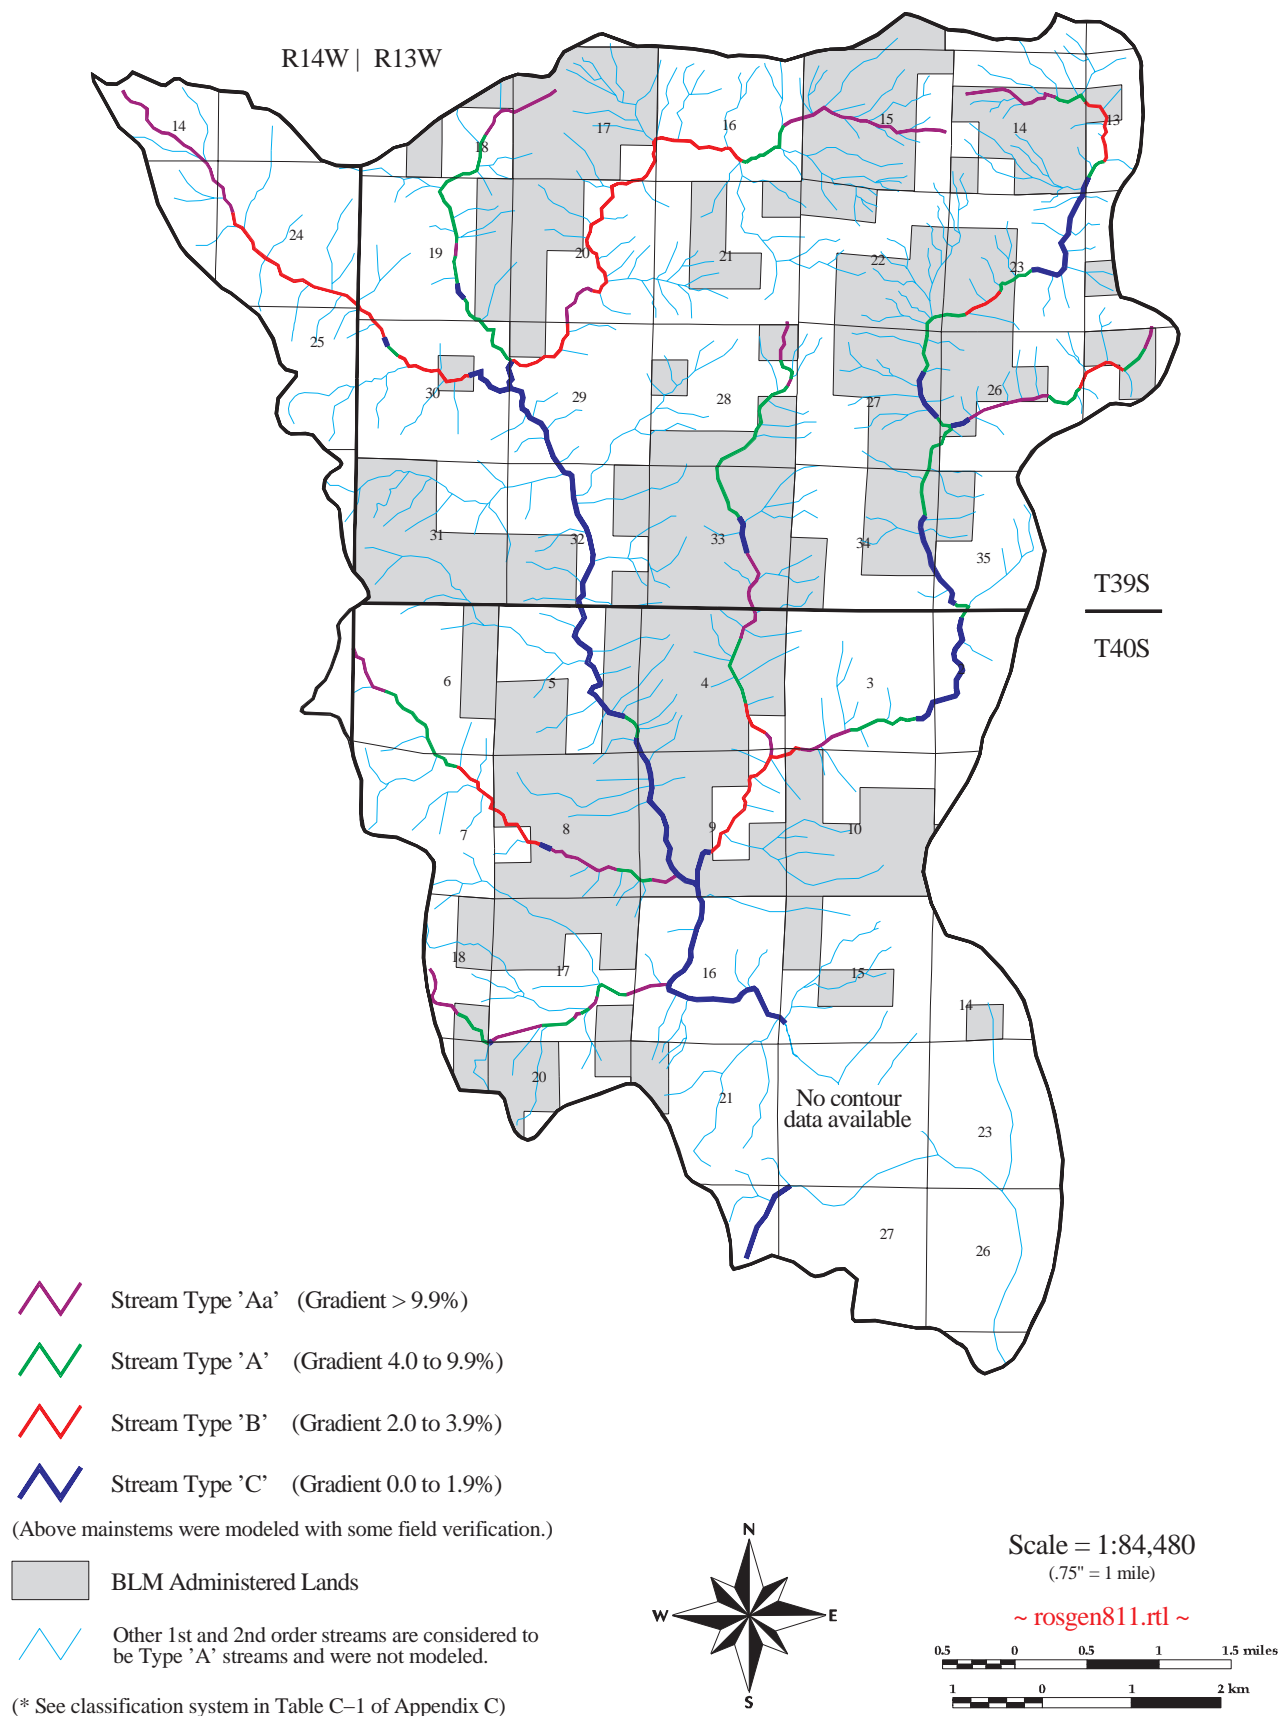 R14W | R13W
14
18
17
16
15
14
13
24
19
20
21
22
23
25
30
29
28
27
26
31
32
33
34
35
T39S
T40S
6
5
4
3
7
8
9
10
18
17
16
15
14
20
21
No contour
data available
23
27
26
Stream Type ’Aa’ (Gradient > 9.9%)
Stream Type ’A’ (Gradient 4.0 to 9.9%)
Stream Type ’B’ (Gradient 2.0 to 3.9%)
Stream Type ’C’ (Gradient 0.0 to 1.9%)
(Above mainstems were modeled with some field verification.)
BLM Administered Lands
Other 1st and 2nd order streams are considered to
be Type ’A’ streams and were not modeled.
(* See classification system in Table C–1 of Appendix C)
N
W
E
S
Scale = 1:84,480
(.75" = 1 mile)
~ rosgen811.rtl ~
0.5 0 0.5 1 1.5 miles
1 0 1 2 km